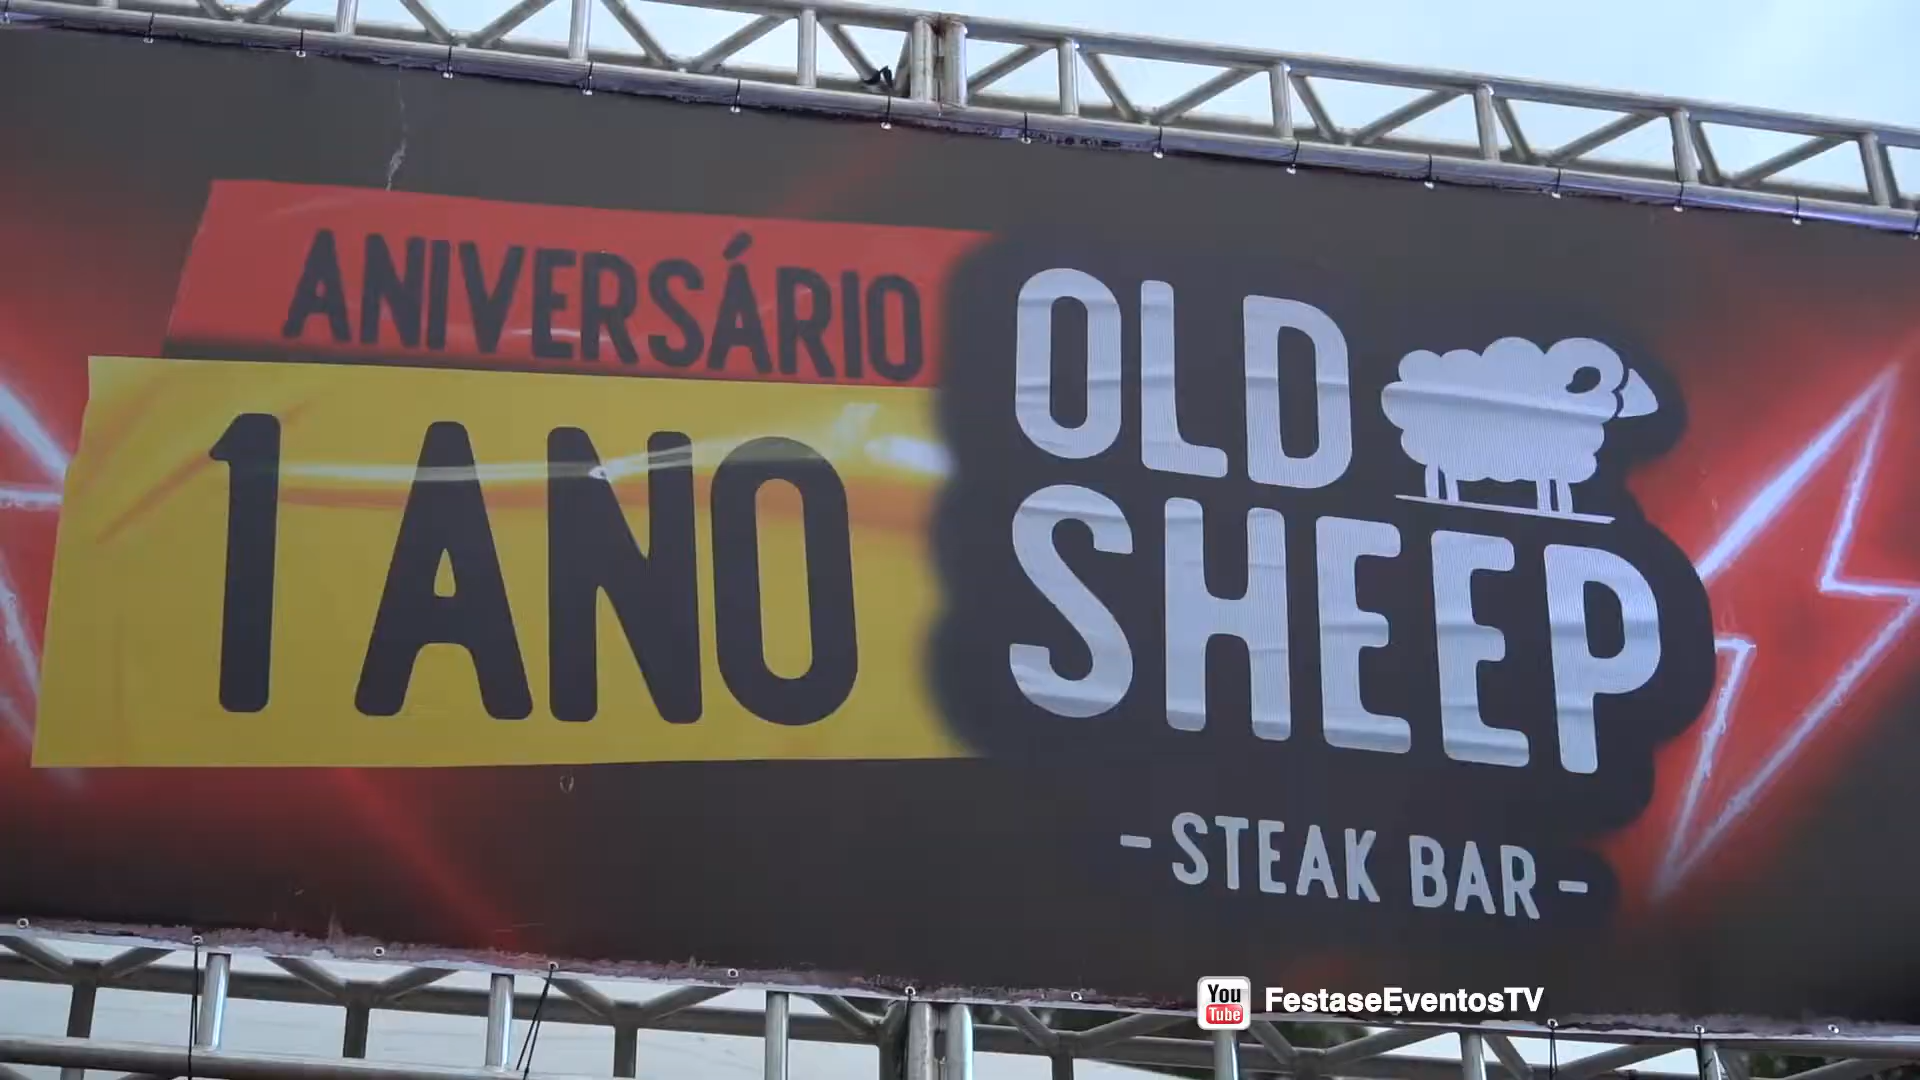 ANIVERSÁRIO
1 ANO
OLD
SHEEP
- STEAK BAR -
You
Tube
FestaseEventosTV